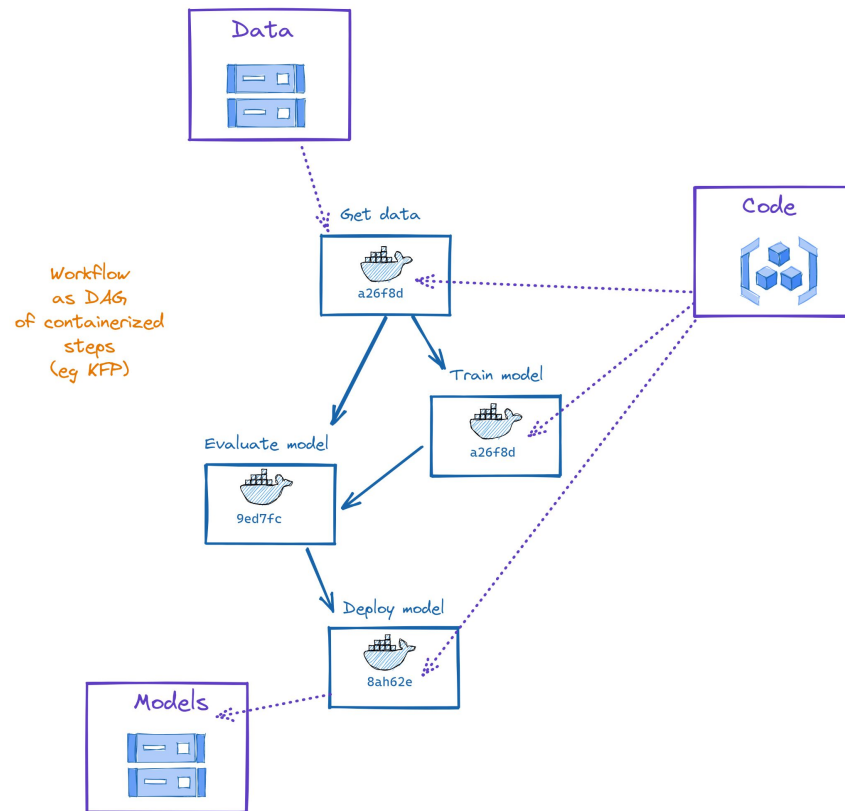 Data
Get data
a26f8d
Code
Workflow
as DAG
of containerized
steps
(eg KFP)
Train model
a26f8d
Evaluate model
9ed7fc
Deploy model
8ah62e
Models